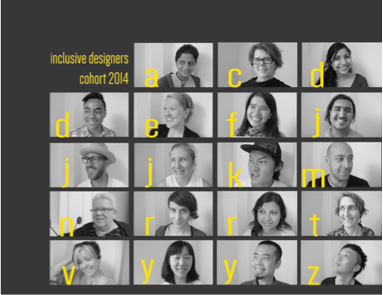 inclusive designers
cohort 2014
a c d
d e f j
j j k m
n r r t
v y y z